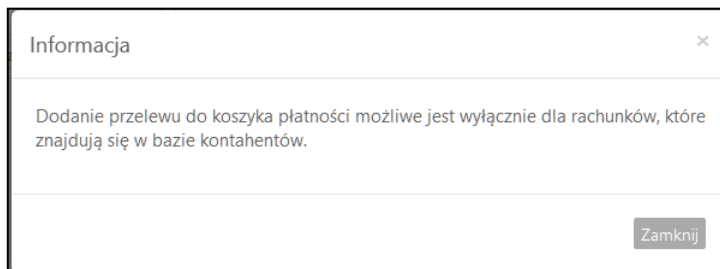 Informacja
×
Dodanie przelewu do koszyka płatności możliwe jest wyłącznie dla rachunków, które
znajdują się w bazie kontahentów.
Zamknij